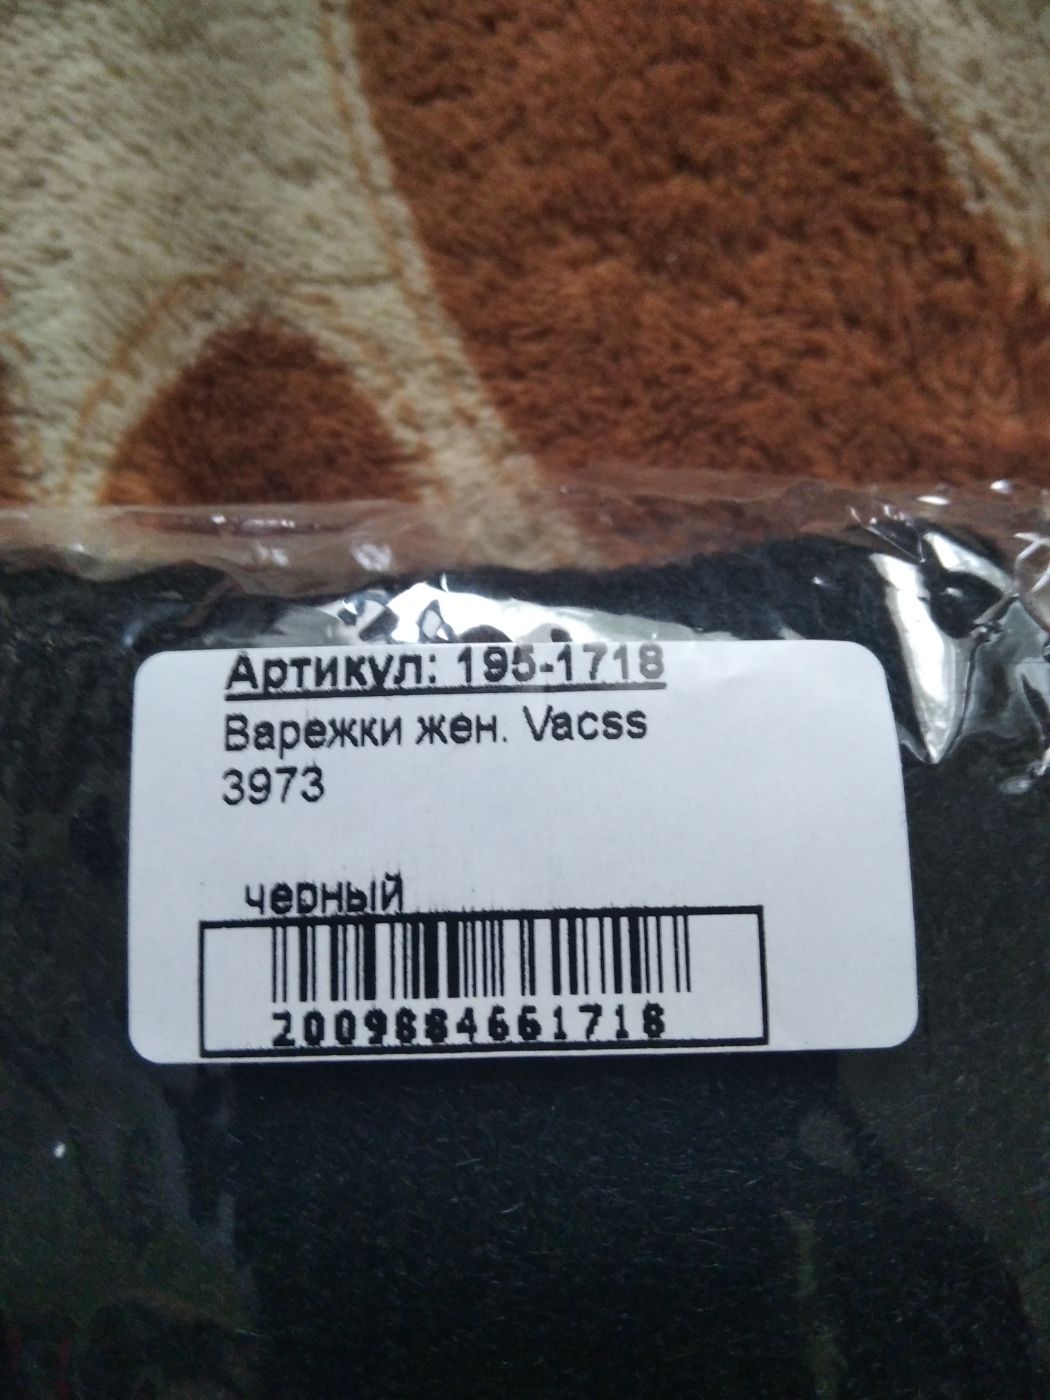 Артикул: 195-1718
Варежки жен. Vacss
3973
черный
2009884661718